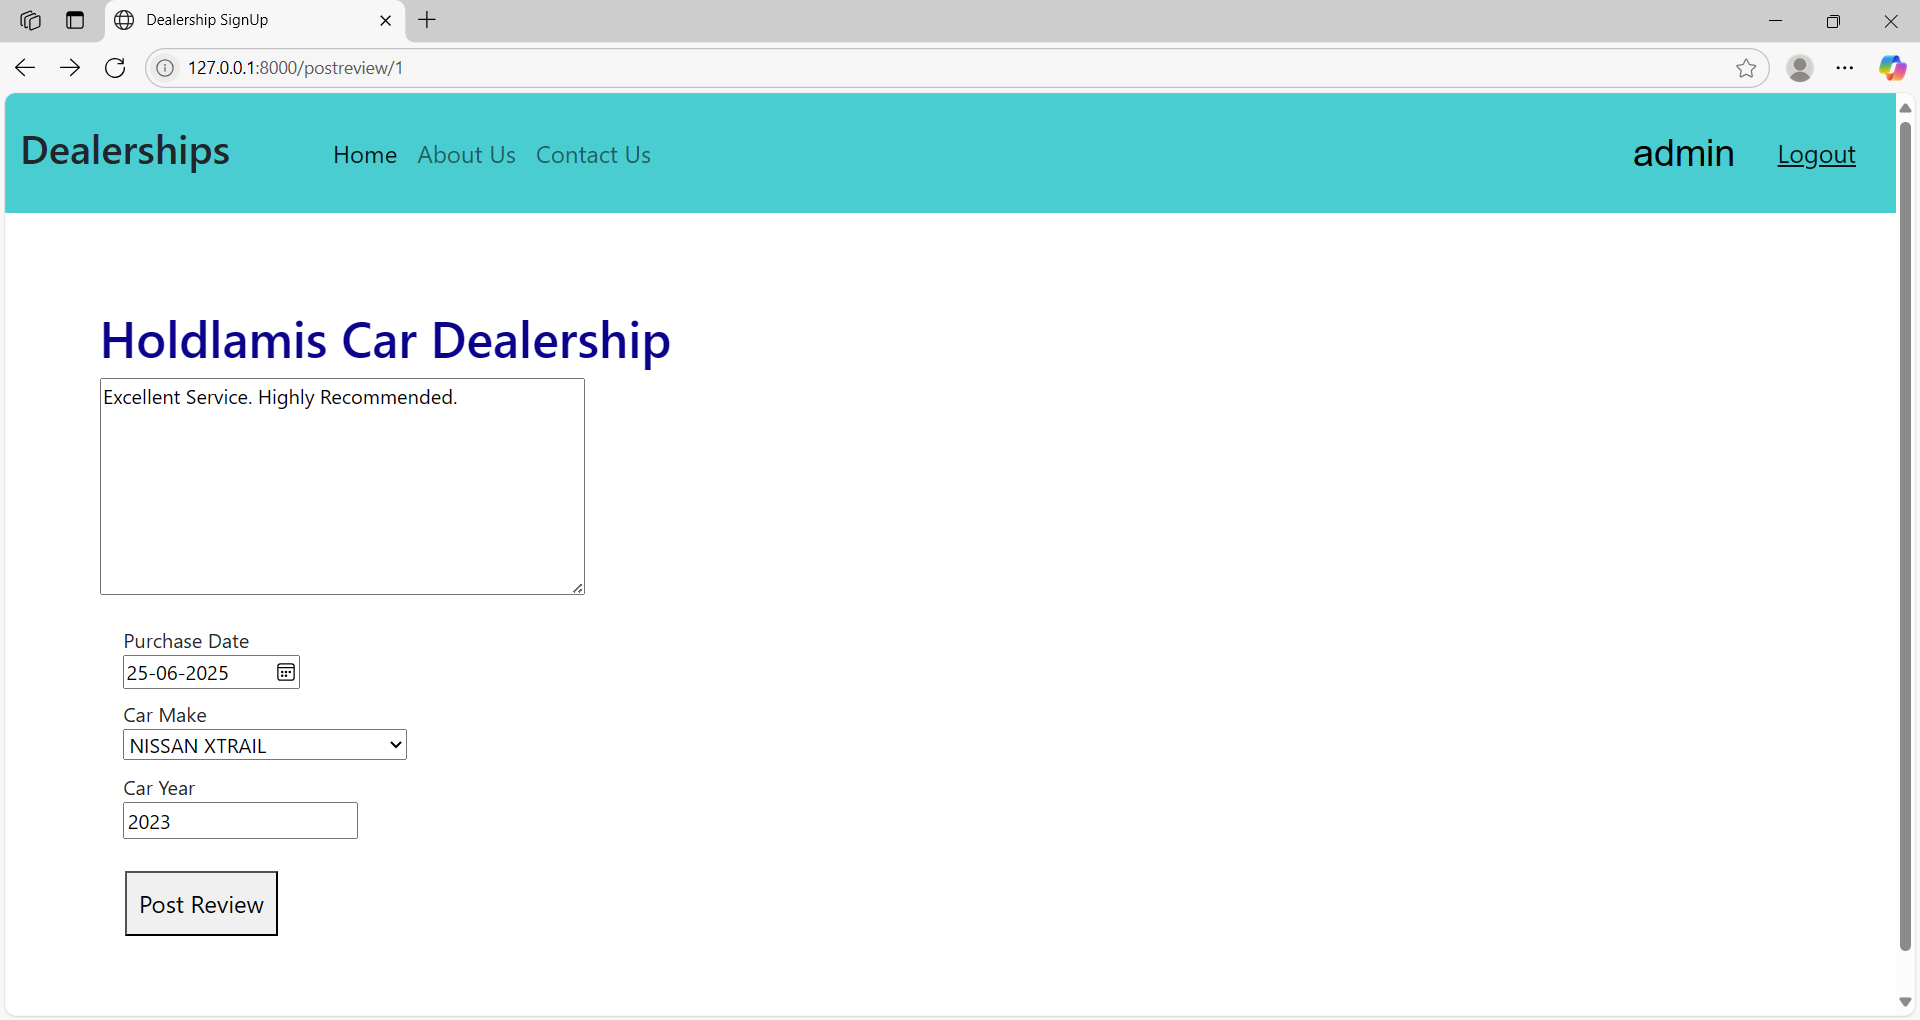 Dealership SignUp
127.0.0.1:8000/postreview/1
Dealerships Home About Us Contact Us admin Logout
Holdlamis Car Dealership
Excellent Service. Highly Recommended.
Purchase Date
25-06-2025
Car Make
NISSAN XTRAIL
Car Year
2023
Post Review